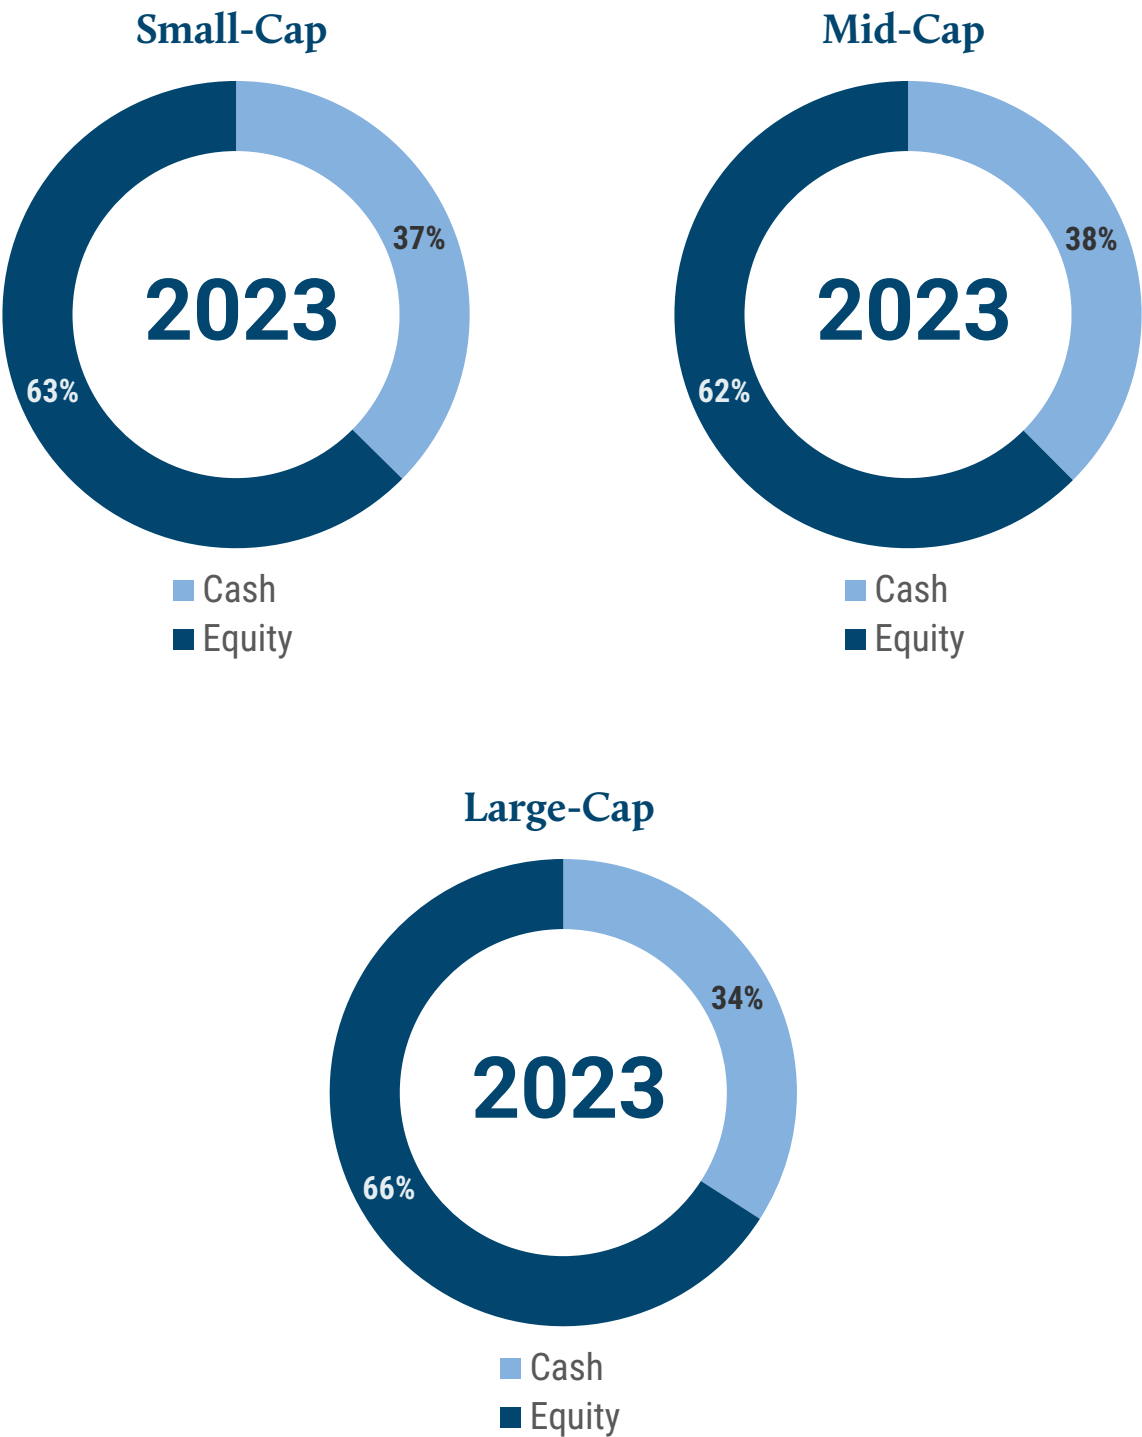 Small-Cap
37%
2023
63%
Cash
Equity
Mid-Cap
38%
2023
62%
Cash
Equity
Large-Cap
34%
2023
66%
Cash
Equity